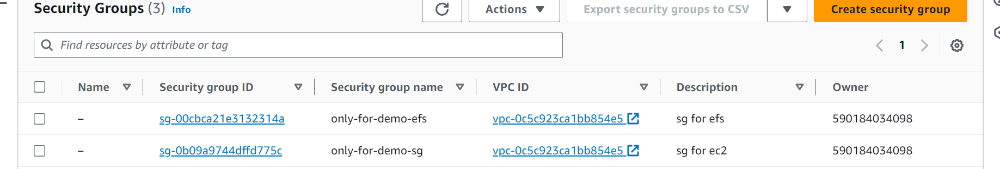 Security Groups (3) Info
Actions
Export security groups to CSV
Create security group
Find resources by attribute or tag
1
Name Security group ID Security group name VPC ID Description Owner
– sg-00cbca21e3132314a only-for-demo-efs vpc-0c5c923ca1bb854e5 sg for efs 590184034098
– sg-0b09a9744dffd775c only-for-demo-sg vpc-0c5c923ca1bb854e5 sg for ec2 590184034098